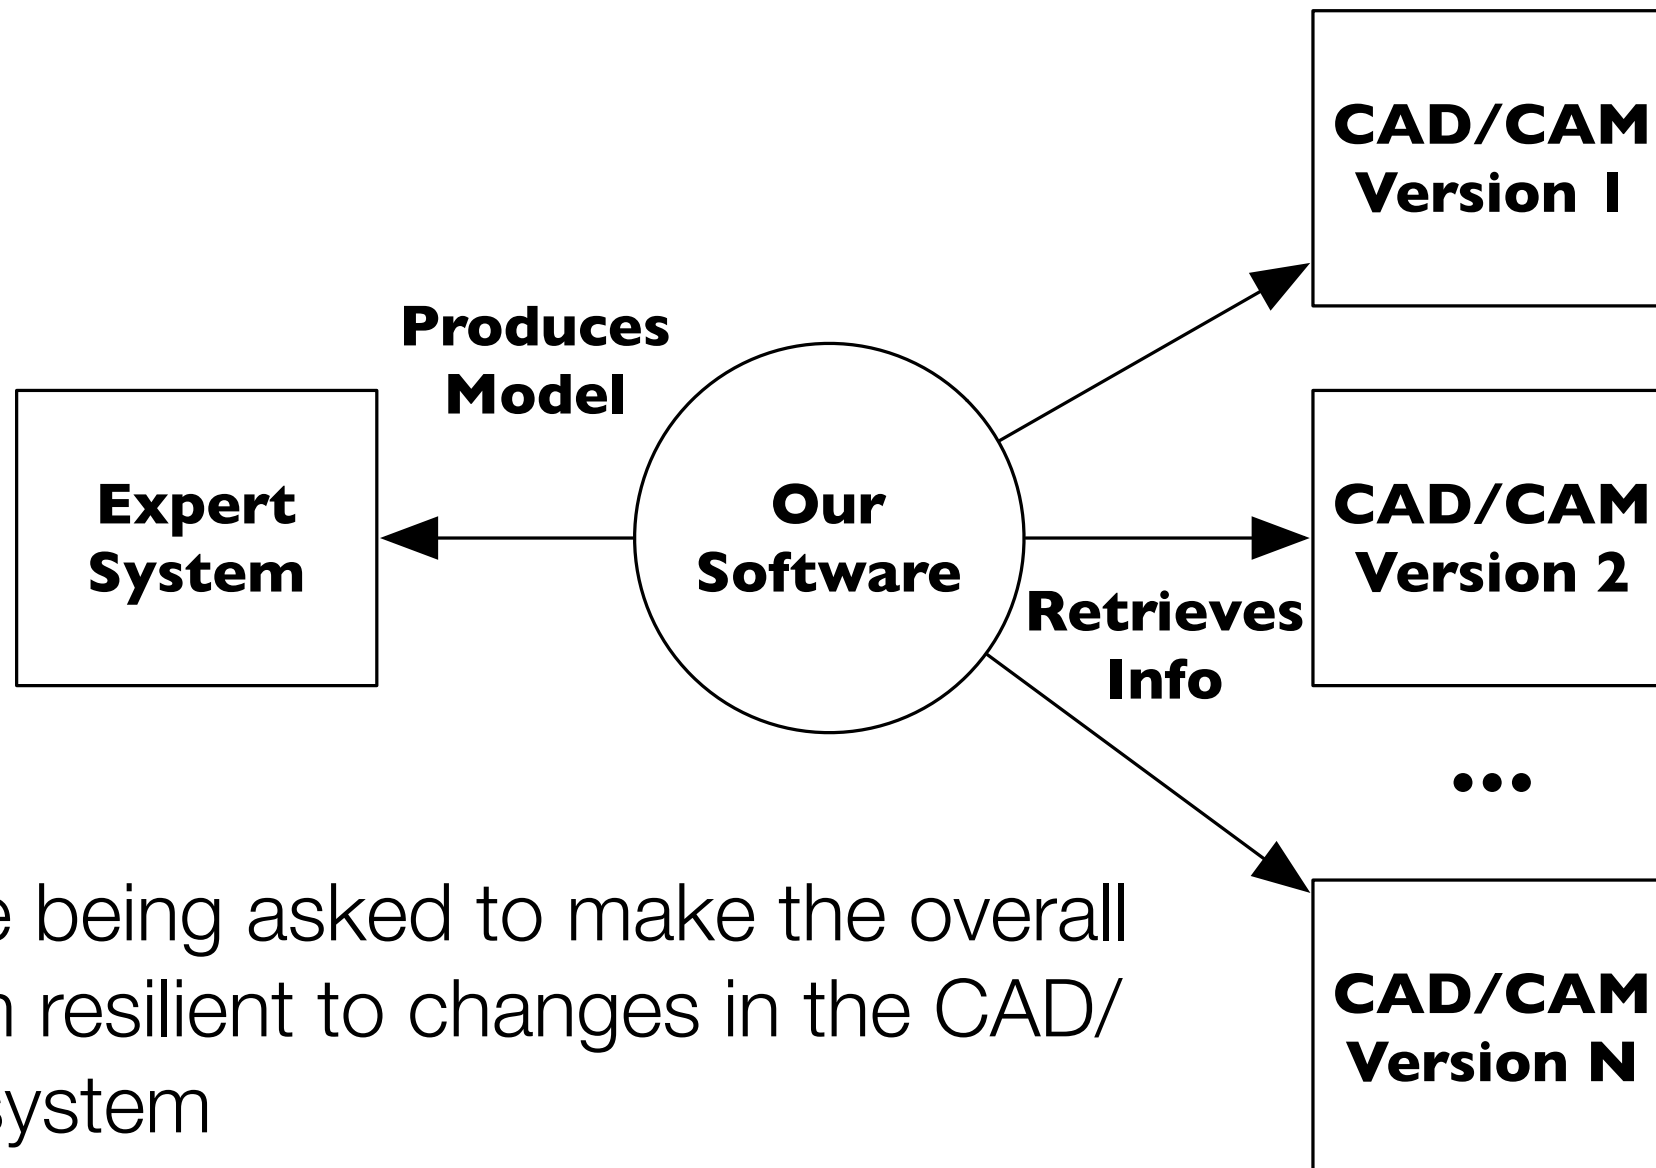 CAD/CAM
Version 1
Produces
Model
Expert
System
Our
Software
CAD/CAM
Version 2
Retrieves
Info
...
CAD/CAM
Version N
e being asked to make the overall
resilient to changes in the CAD/
system